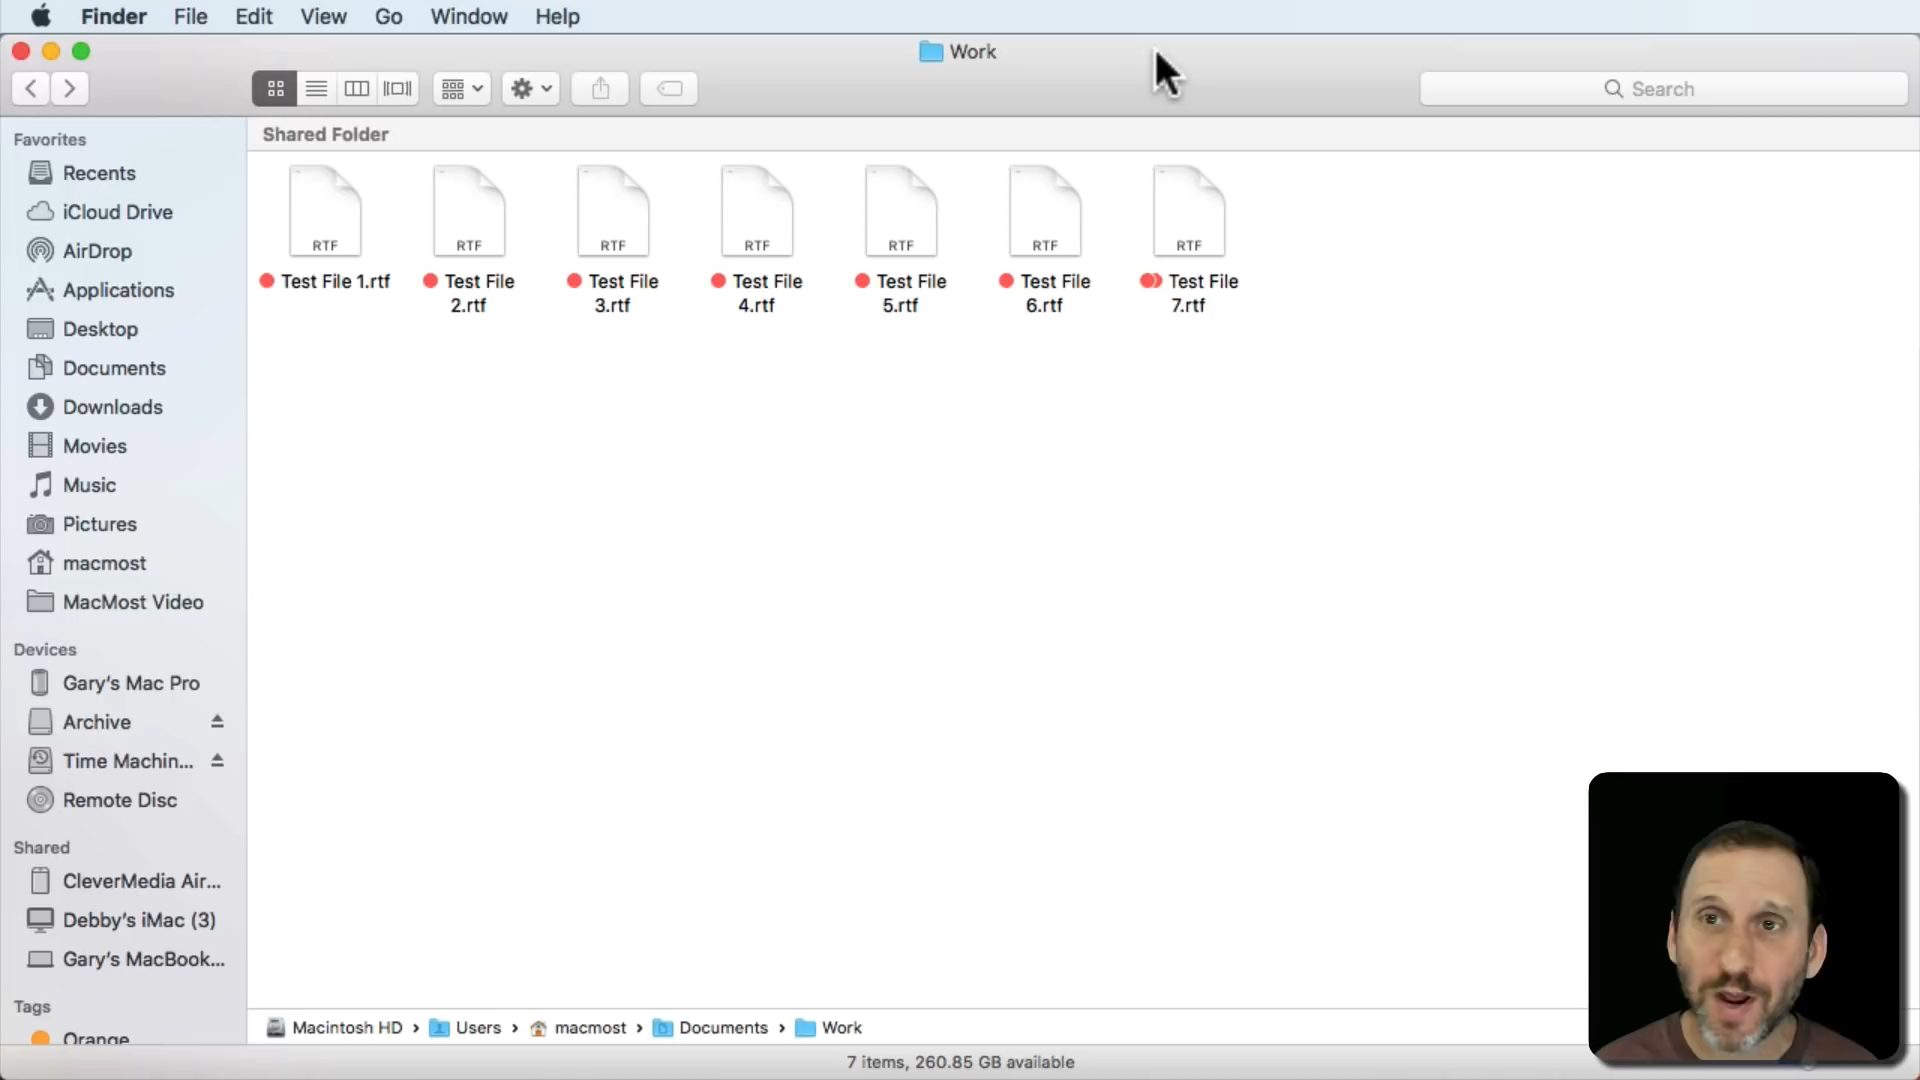 Finder File Edit View Go Window Help
Work
Search
Favorites
Recents
iCloud Drive
AirDrop
Applications
Desktop
Documents
Downloads
Movies
Music
Pictures
macmost
MacMost Video
Devices
Gary's Mac Pro
Archive
Time Machin...
Remote Disc
Shared
CleverMedia Air...
Debby's iMac (3)
Gary's MacBook...
Tags
Orange
Shared Folder
RTF RTF RTF RTF RTF RTF RTF
Test File 1.rtf Test File Test File Test File Test File Test File Test File
2.rtf 3.rtf 4.rtf 5.rtf 6.rtf 7.rtf
Macintosh HD › Users › macmost › Documents › Work
7 items, 260.85 GB available